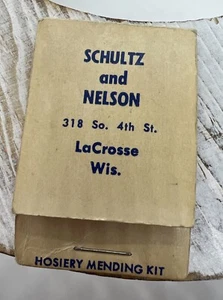 SCHULTZ
and
NELSON
318 So. 4th St.
LaCrosse
Wis.
HOSIERY MENDING KIT